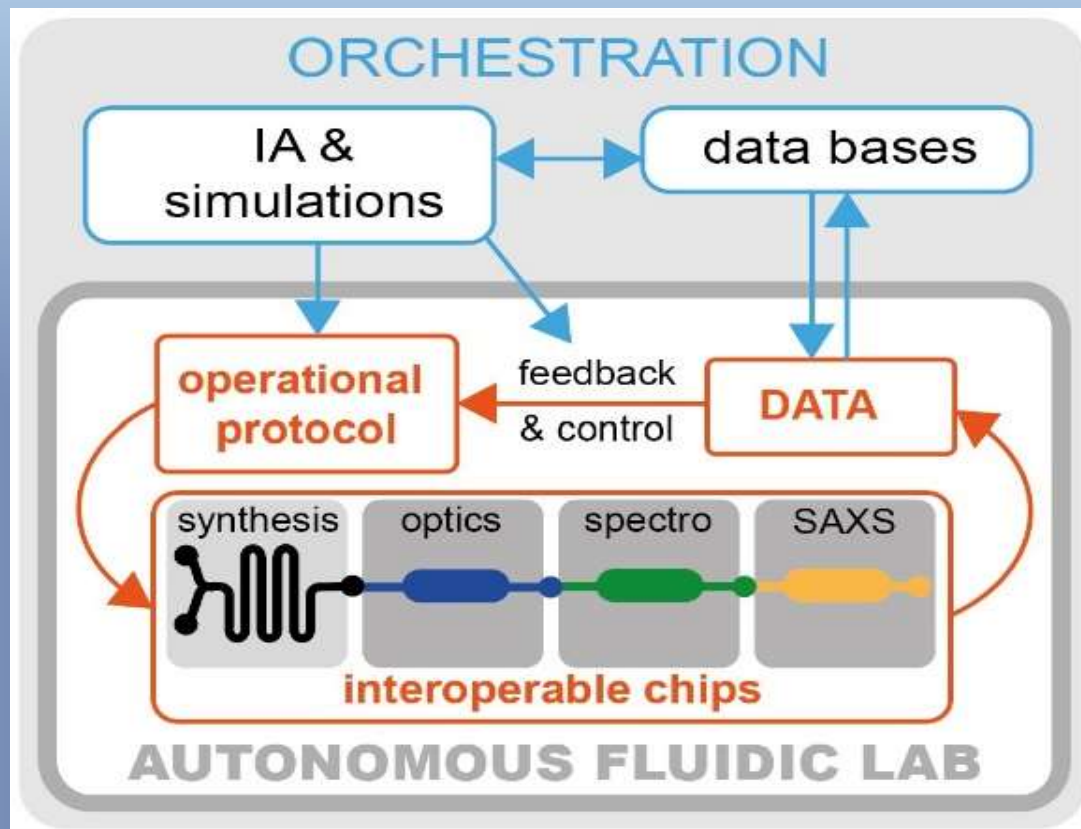 ORCHESTRATION
IA &
simulations
data bases
operational
protocol
feedback
& control
DATA
synthesis
optics
spectro
SAXS
interoperable chips
AUTONOMOUS FLUIDIC LAB